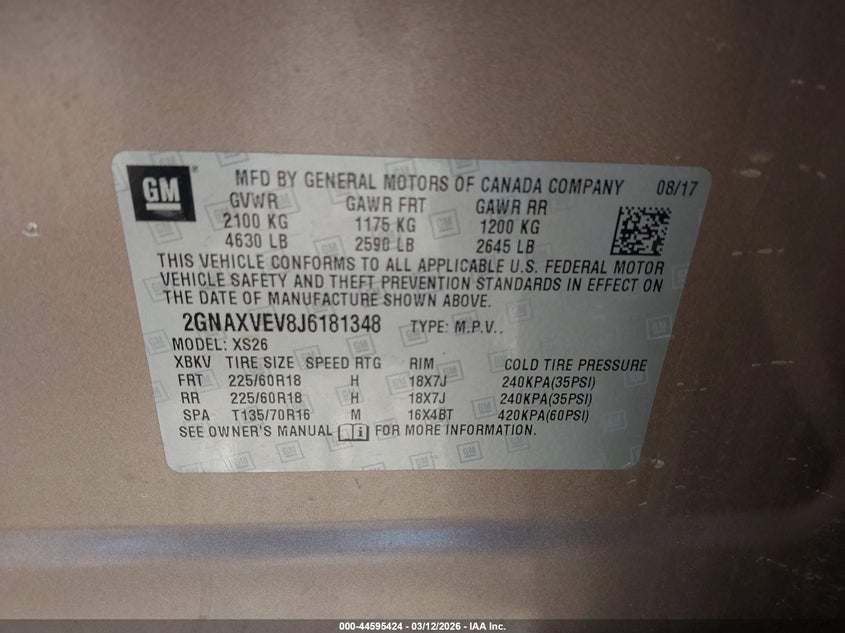 GM
MFD BY GENERAL MOTORS OF CANADA COMPANY 08/17
GVWR GAWR FRT GAWR RR
2100 KG 1175 KG 1200 KG
4630 LB 2590 LB 2645 LB
THIS VEHICLE CONFORMS TO ALL APPLICABLE U.S. FEDERAL MOTOR
VEHICLE SAFETY AND THEFT PREVENTION STANDARDS IN EFFECT ON
THE DATE OF MANUFACTURE SHOWN ABOVE.
2GNAXVEV8J6181348 TYPE: M.P.V..
MODEL: XS26
XBKV TIRE SIZE SPEED RTG RIM COLD TIRE PRESSURE
FRT 225/60R18 H 18X7J 240KPA(35PSI)
RR 225/60R18 H 18X7J 240KPA(35PSI)
SPA T135/70R16 M 16X4BT 420KPA(60PSI)
SEE OWNER'S MANUAL FOR MORE INFORMATION.
000-44595424 - 03/12/2026 - IAA Inc.